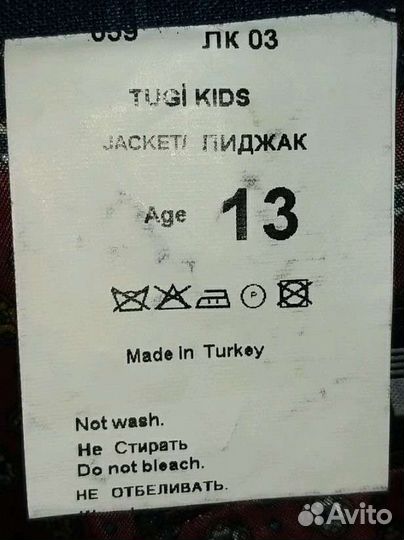 059 ЛК 03
TUGİ KIDS
JACKET/ ПИДЖАК
Age 13
P
Made in Turkey
Not wash.
Не Стирать
Do not bleach.
НЕ ОТБЕЛИВАТЬ.
Avito